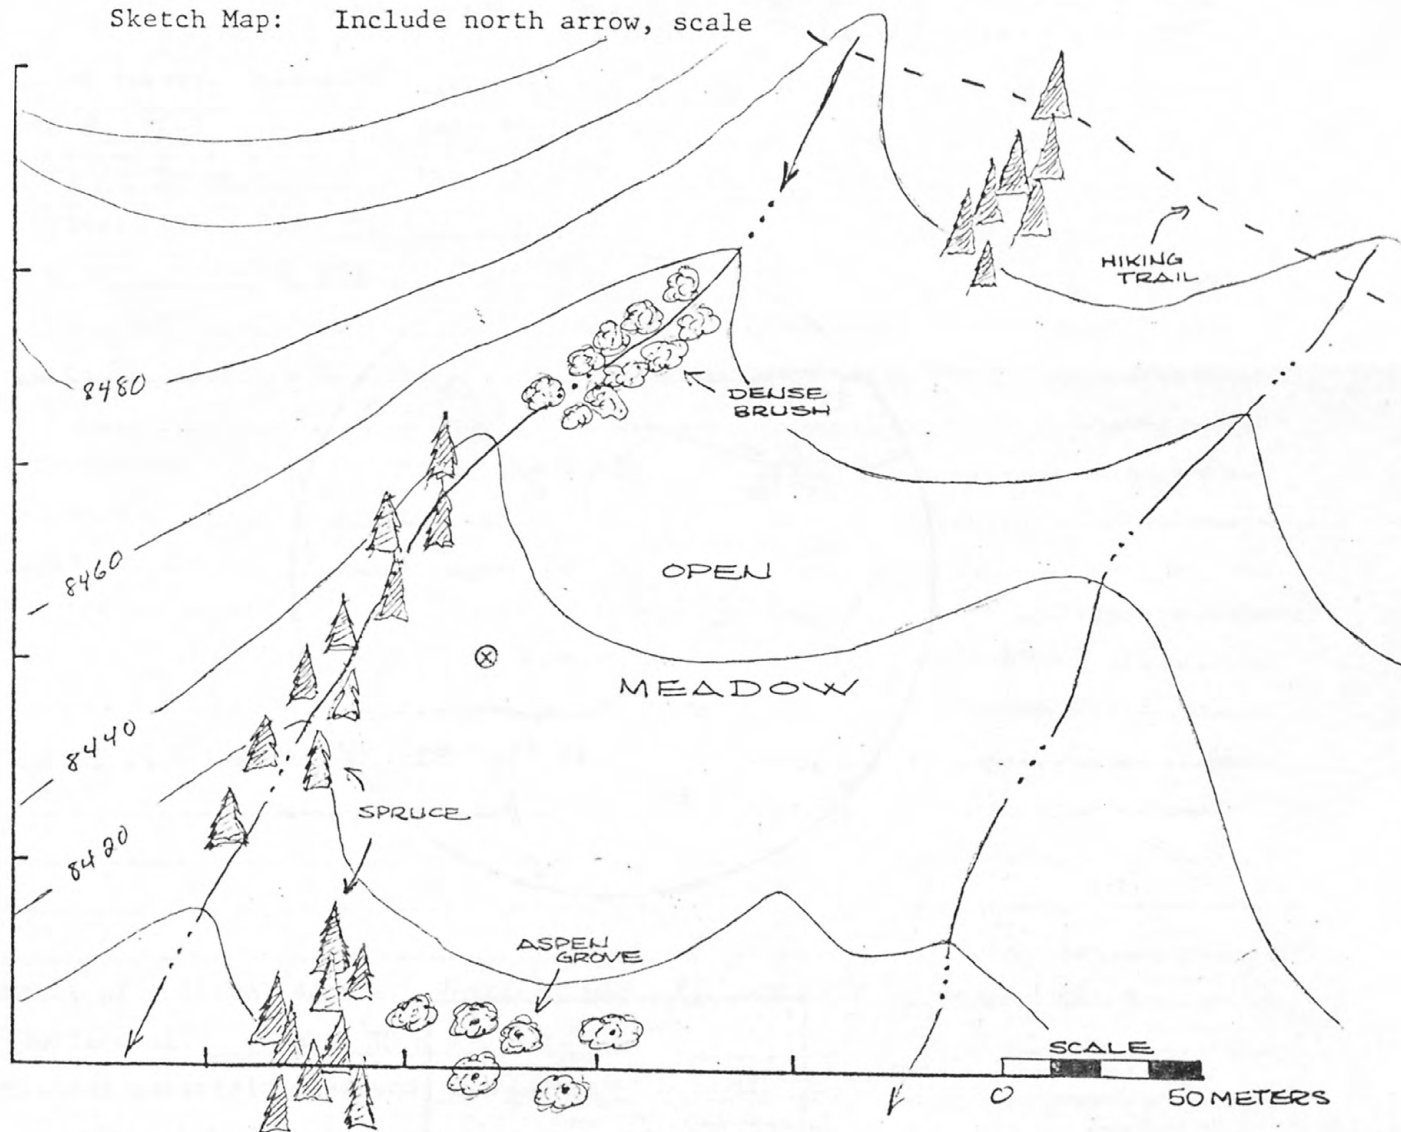 Sketch Map: Include north arrow, scale
HIKING
TRAIL
8480
DENSE
BRUSH
OPEN
8460
MEADOW
8440
SPRUCE
8420
ASPEN
GROVE
SCALE
0 50 METERS